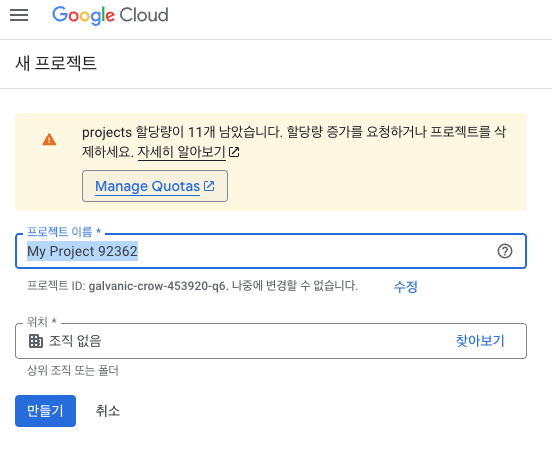 Google Cloud
새 프로젝트
projects 할당량이 11개 남았습니다. 할당량 증가를 요청하거나 프로젝트를 삭
제하세요. 자세히 알아보기
Manage Quotas
프로젝트 이름 *
My Project 92362
프로젝트 ID: galvanic-crow-453920-q6. 나중에 변경할 수 없습니다. 수정
위치 *
조직 없음 찾아보기
상위 조직 또는 폴더
만들기 취소